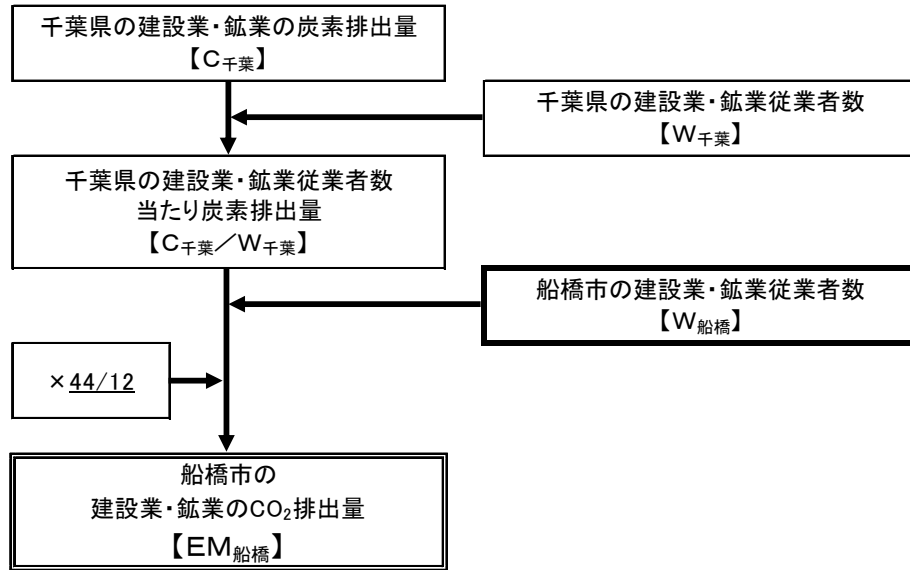 千葉県の建設業・鉱業の炭素排出量
【C千葉】
千葉県の建設業・鉱業従業者数
【W千葉】
千葉県の建設業・鉱業従業者数
当たり炭素排出量
【C千葉／W千葉】
船橋市の建設業・鉱業従業者数
【W船橋】
×44/12
船橋市の
建設業・鉱業のCO₂排出量
【EM船橋】